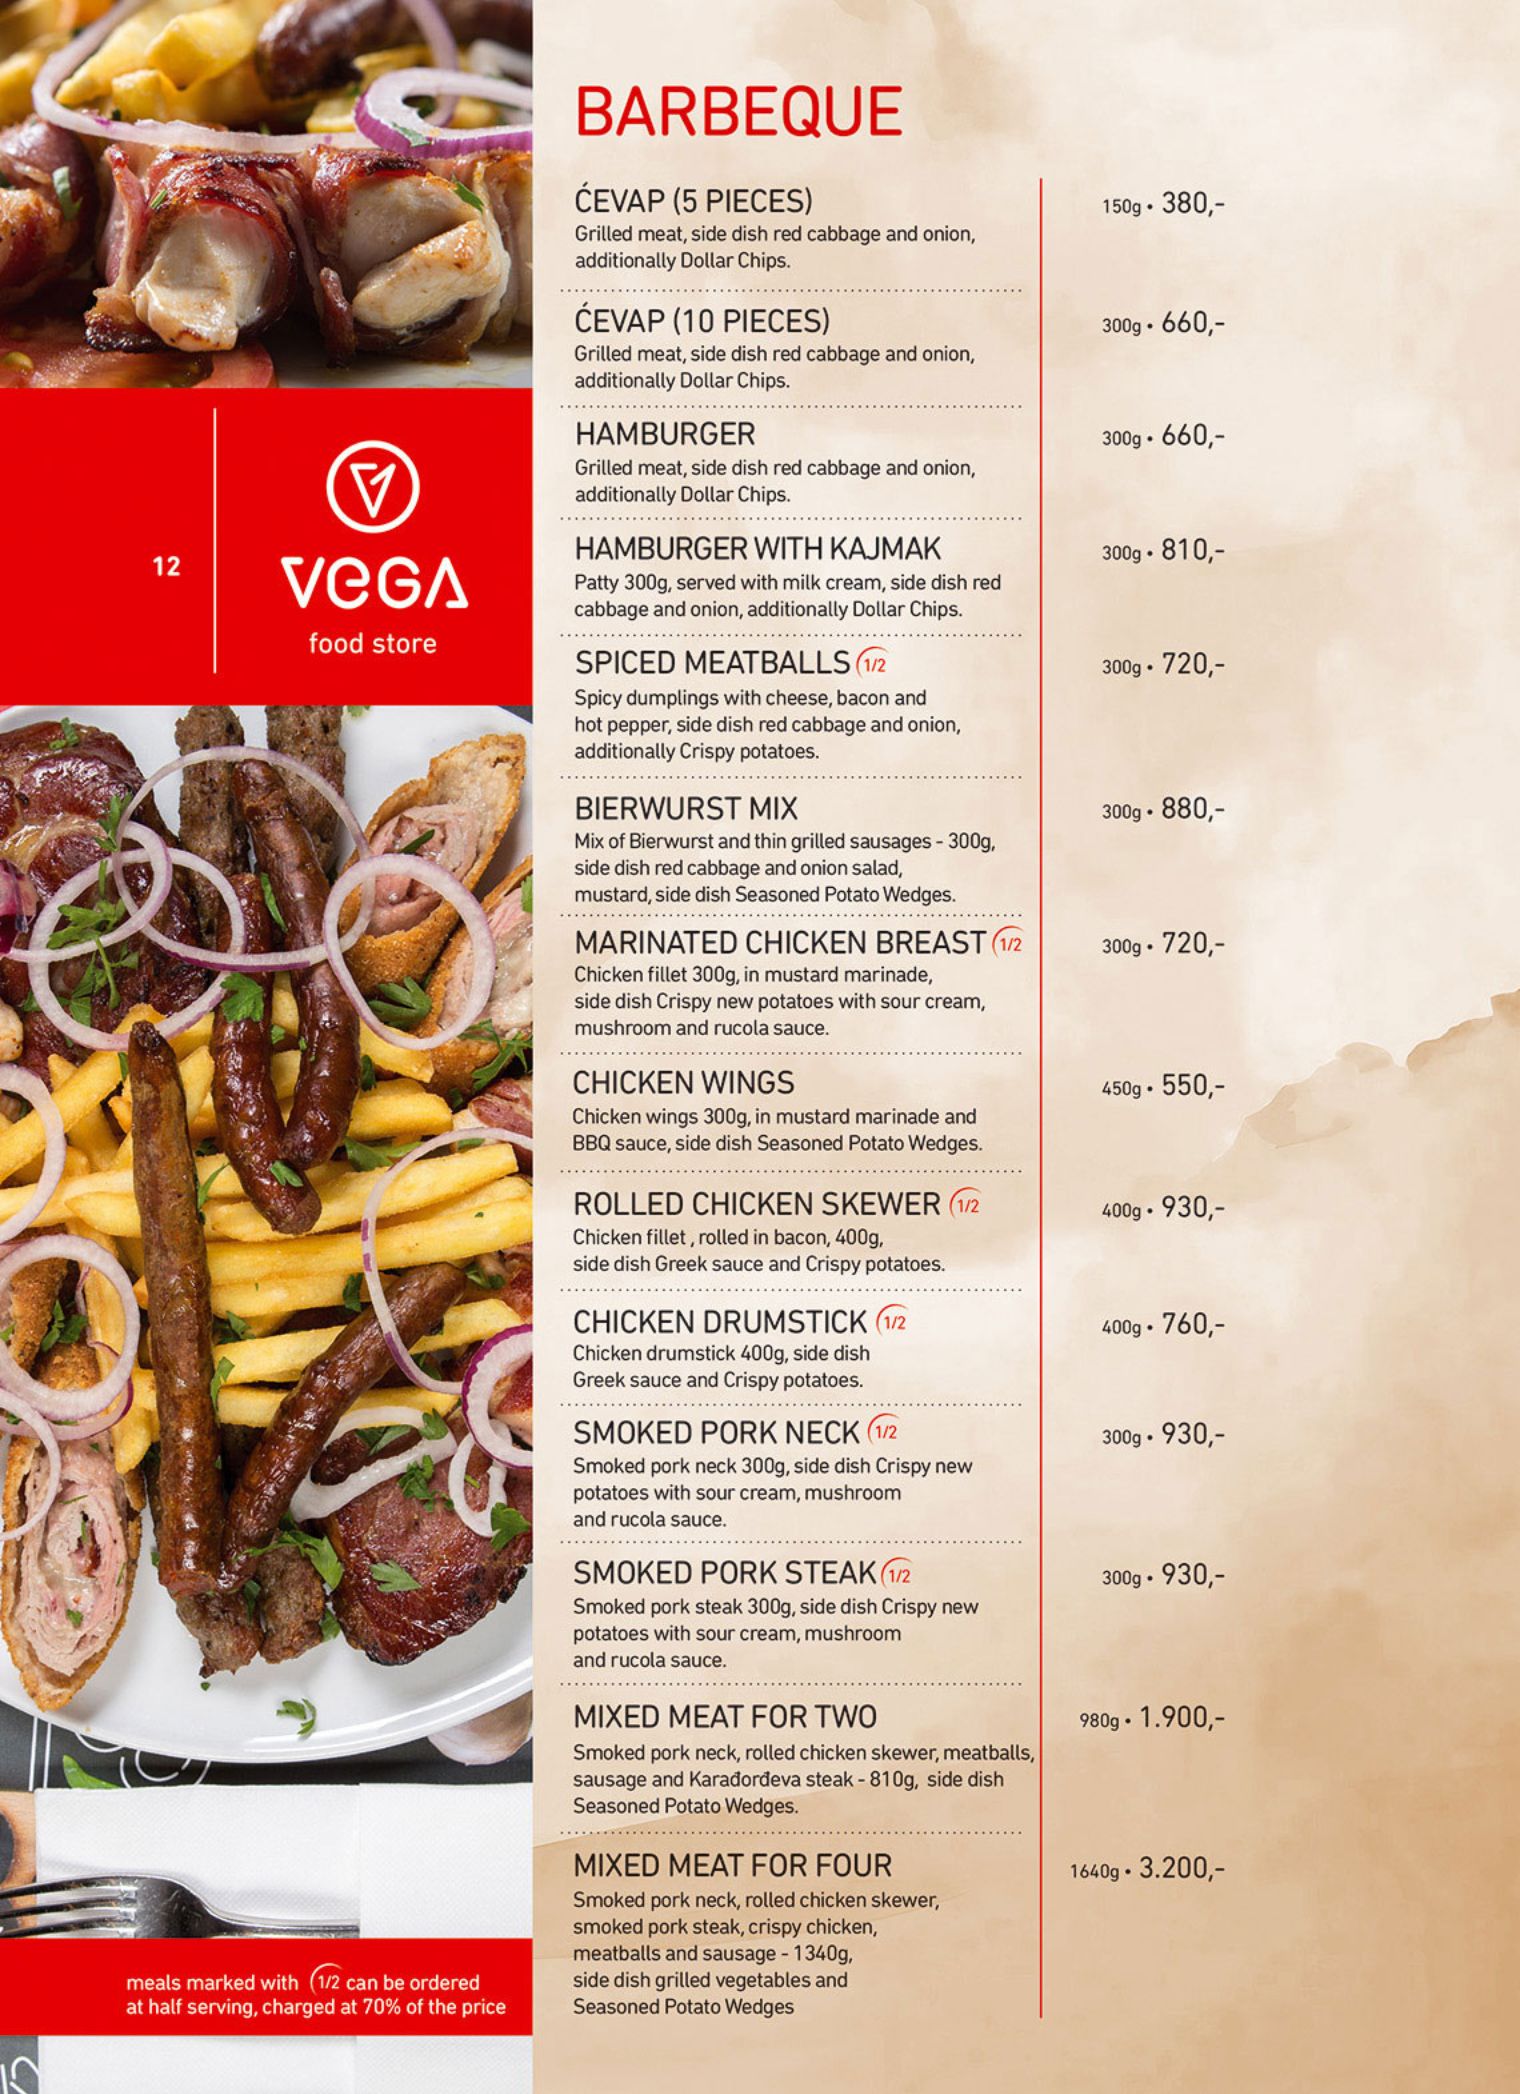 BARBEQUE
ĆEVAP (5 PIECES)
150g • 380,-
Grilled meat, side dish red cabbage and onion,
additionally Dollar Chips.
ĆEVAP (10 PIECES)
300g • 660,-
Grilled meat, side dish red cabbage and onion,
additionally Dollar Chips.
HAMBURGER
300g • 660,-
Grilled meat, side dish red cabbage and onion,
additionally Dollar Chips.
HAMBURGER WITH KAJMAK
300g • 810,-
Patty 300g, served with milk cream, side dish red
cabbage and onion, additionally Dollar Chips.
SPICED MEATBALLS 1/2
300g • 720,-
Spicy dumplings with cheese, bacon and
hot pepper, side dish red cabbage and onion,
additionally Crispy potatoes.
BIERWURST MIX
300g • 880,-
Mix of Bierwurst and thin grilled sausages - 300g,
side dish red cabbage and onion salad,
mustard, side dish Seasoned Potato Wedges.
MARINATED CHICKEN BREAST 1/2
300g • 720,-
Chicken fillet 300g, in mustard marinade,
side dish Crispy new potatoes with sour cream,
mushroom and rucola sauce.
CHICKEN WINGS
450g • 550,-
Chicken wings 300g, in mustard marinade and
BBQ sauce, side dish Seasoned Potato Wedges.
ROLLED CHICKEN SKEWER 1/2
400g • 930,-
Chicken fillet , rolled in bacon, 400g,
side dish Greek sauce and Crispy potatoes.
CHICKEN DRUMSTICK 1/2
400g • 760,-
Chicken drumstick 400g, side dish
Greek sauce and Crispy potatoes.
SMOKED PORK NECK 1/2
300g • 930,-
Smoked pork neck 300g, side dish Crispy new
potatoes with sour cream, mushroom
and rucola sauce.
SMOKED PORK STEAK 1/2
300g • 930,-
Smoked pork steak 300g, side dish Crispy new
potatoes with sour cream, mushroom
and rucola sauce.
MIXED MEAT FOR TWO
980g • 1.900,-
Smoked pork neck, rolled chicken skewer, meatballs,
sausage and Karađorđeva steak - 810g, side dish
Seasoned Potato Wedges.
MIXED MEAT FOR FOUR
1640g • 3.200,-
Smoked pork neck, rolled chicken skewer,
smoked pork steak, crispy chicken,
meatballs and sausage - 1340g,
side dish grilled vegetables and
Seasoned Potato Wedges
12
VeGA
food store
meals marked with 1/2 can be ordered
at half serving, charged at 70% of the price